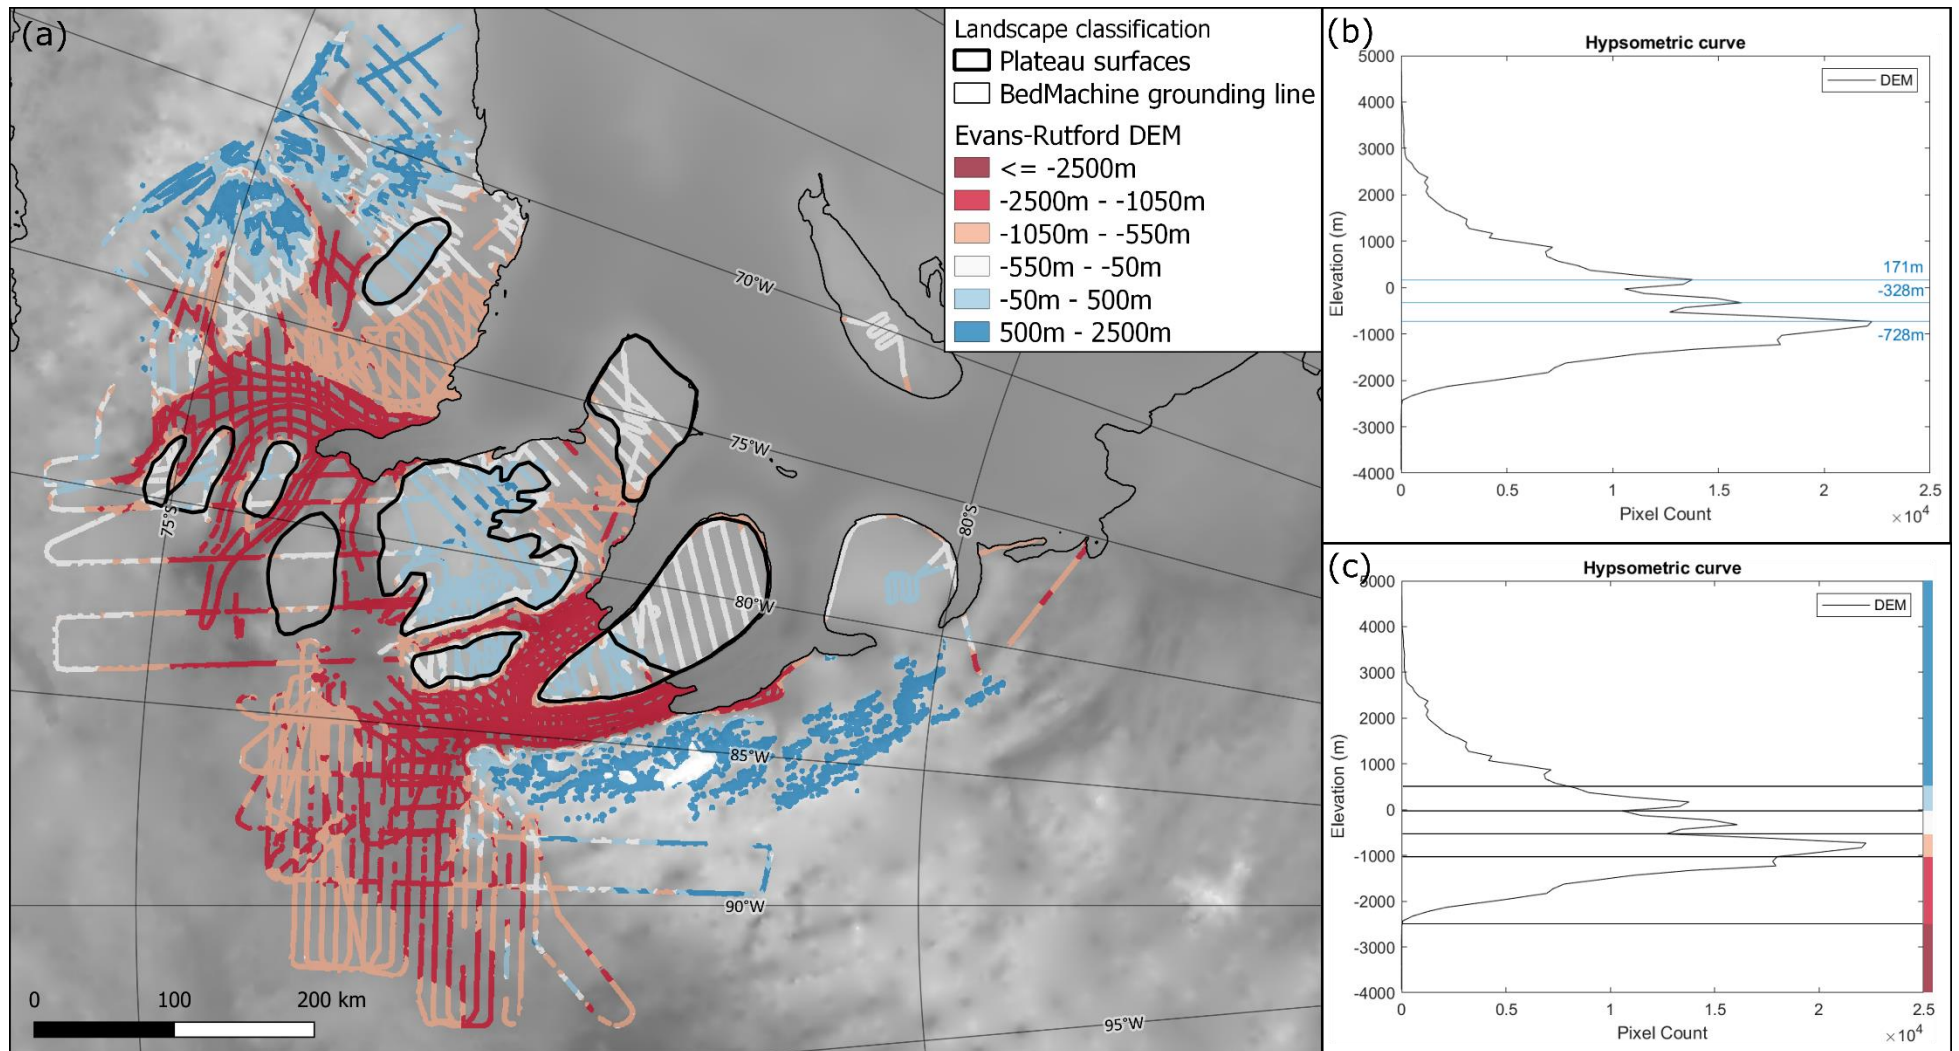 (a)
Landscape classification
Plateau surfaces
BedMachine grounding line
Evans-Rutford DEM
<= -2500m
-2500m - -1050m
-1050m - -550m
-550m - -50m
-50m - 500m
500m - 2500m
70°W
75°W
80°S
75°S
80°W
85°W
90°W
95°W
0 100 200 km
(b)
Hypsometric curve
DEM
5000
4000
3000
2000
1000
0
-1000
-2000
-3000
-4000
Elevation (m)
171m
-328m
-728m
0 0.5 1 1.5 2 2.5
Pixel Count
×10⁴
(c)
Hypsometric curve
DEM
5000
4000
3000
2000
1000
0
-1000
-2000
-3000
-4000
Elevation (m)
0 0.5 1 1.5 2 2.5
Pixel Count
×10⁴